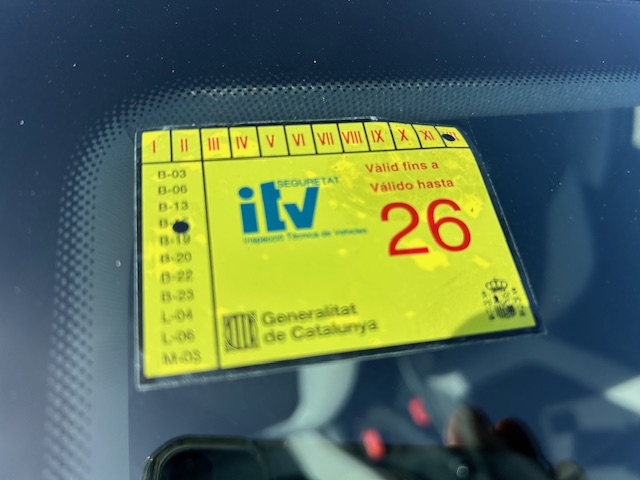 I II III IV V VI VII VIII IX X XI
B-03
B-06
B-13
B-19
B-20
B-22
B-23
L-04
L-06
M-03
SEGURETAT
itv
Inspecció Tècnica de Vehicles
Vàlid fins a
Válido hasta
26
Generalitat
de Catalunya